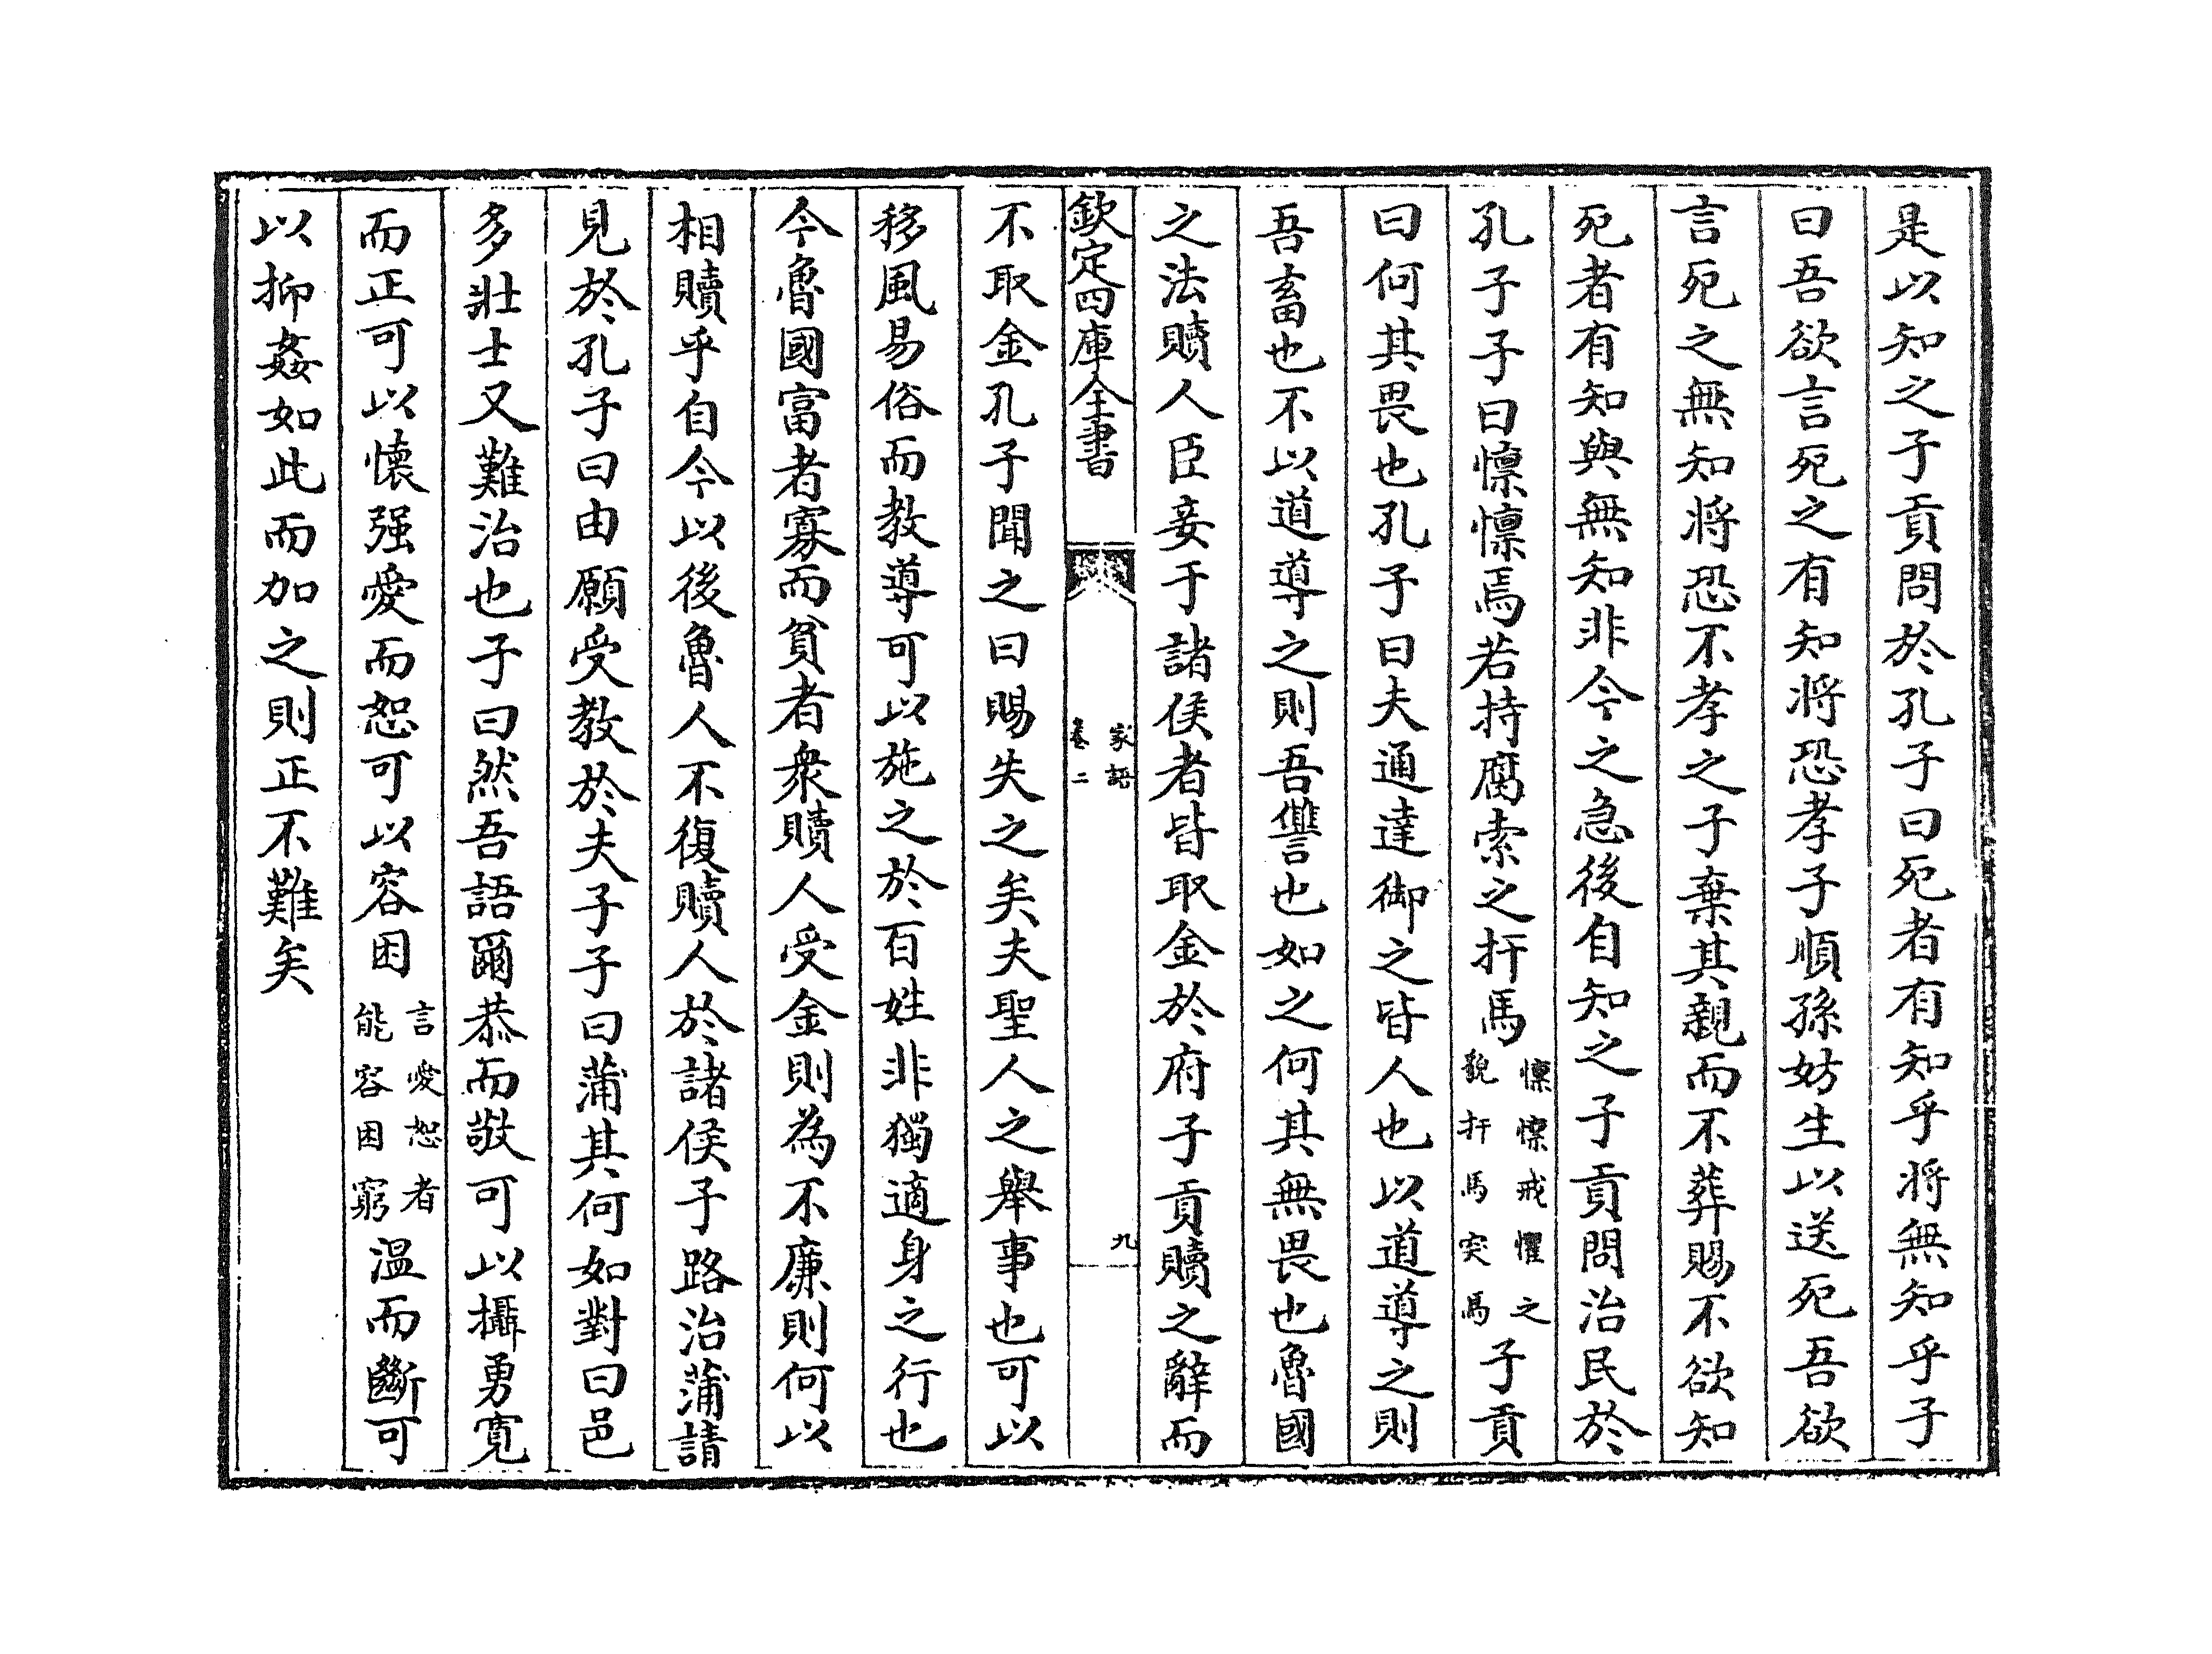 是以知之子貢問於孔子曰死者有知乎將無知乎子
曰吾欲言死之有知將恐孝子順孫妨生以送死吾欲
言死之無知將恐不孝之子棄其親而不葬賜不欲知
死者有知與無知非今之急後自知之子貢問治民於
孔子子曰懍懍焉若持腐索之扞馬懍懍戒懼之貌扞馬突馬子貢
曰何其畏也孔子曰夫通達御之皆人也以道導之則
吾畜也不以道導之則吾讐也如之何其無畏也魯國
之法贖人臣妾于諸侯者皆取金於府子貢贖之辭而
欽定四庫全書
家語
卷二
九
不取金孔子聞之曰賜失之矣夫聖人之舉事也可以
移風易俗而教導可以施之於百姓非獨適身之行也
今魯國富者寡而貧者衆贖人受金則為不廉則何以
相贖乎自今以後魯人不復贖人於諸侯子路治蒲請
見於孔子曰由願受教於夫子子曰蒲其何如對曰邑
多壯士又難治也子曰然吾語爾恭而敬可以攝勇寛
而正可以懷强愛而恕可以容困言愛恕者能容困窮温而斷可
以抑姦如此而加之則正不難矣